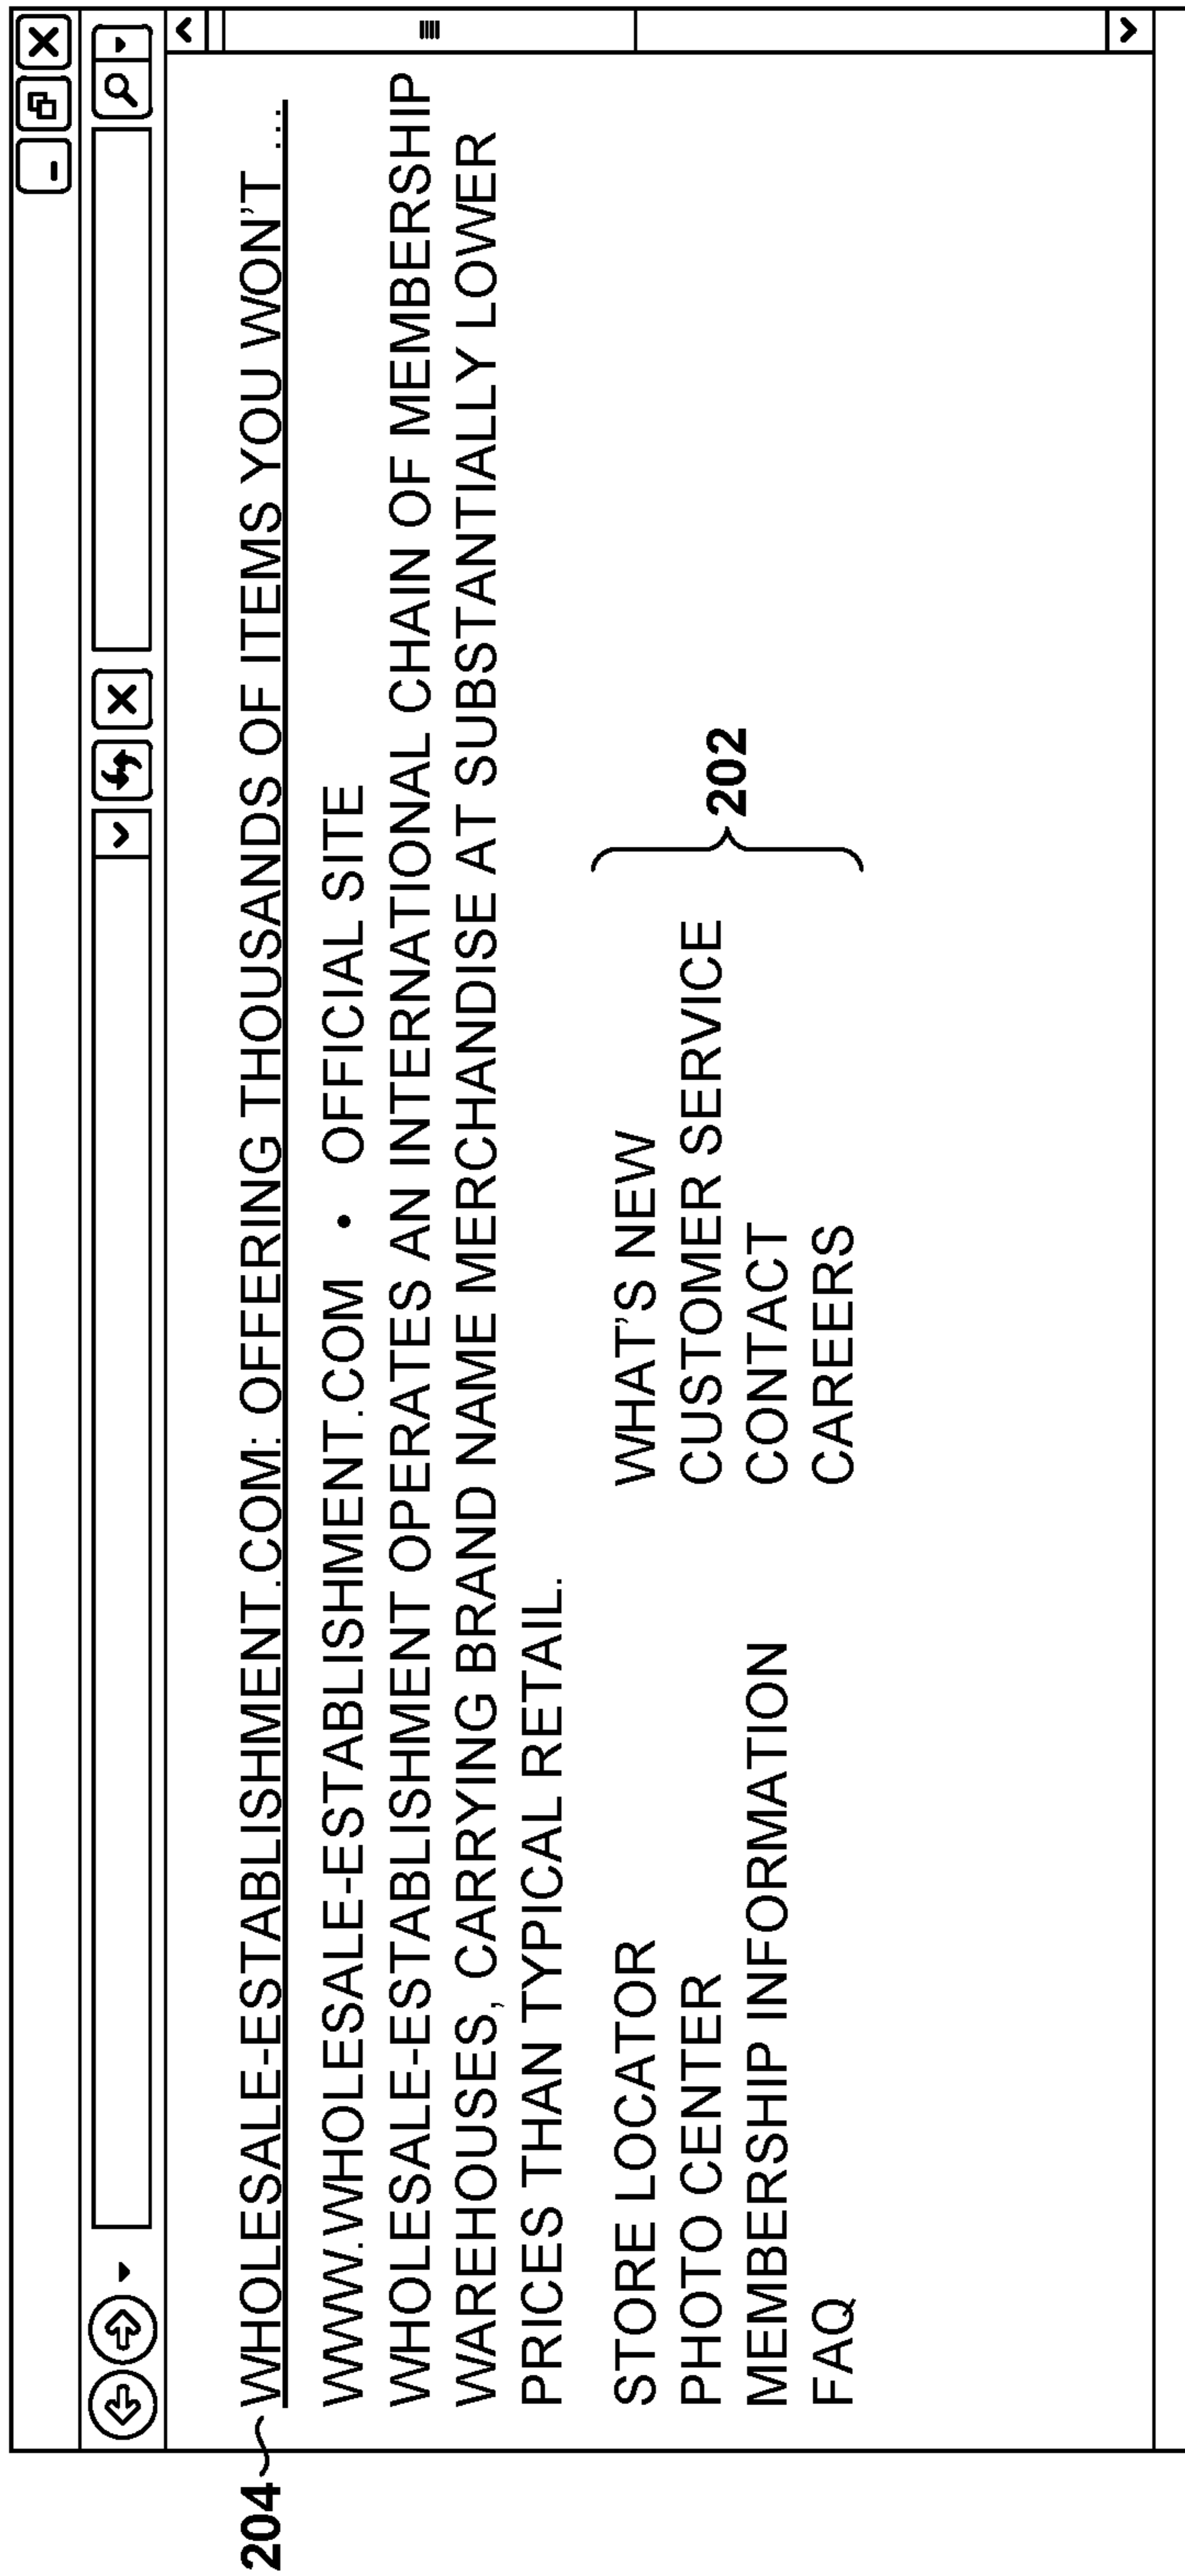 204
WHOLESALE-ESTABLISHMENT.COM: OFFERING THOUSANDS OF ITEMS YOU WON'T ...
WWW.WHOLESALE-ESTABLISHMENT.COM • OFFICIAL SITE
WHOLESALE-ESTABLISHMENT OPERATES AN INTERNATIONAL CHAIN OF MEMBERSHIP
WAREHOUSES, CARRYING BRAND NAME MERCHANDISE AT SUBSTANTIALLY LOWER
PRICES THAN TYPICAL RETAIL.
STORE LOCATOR
PHOTO CENTER
MEMBERSHIP INFORMATION
FAQ
WHAT'S NEW
CUSTOMER SERVICE
CONTACT
CAREERS
202